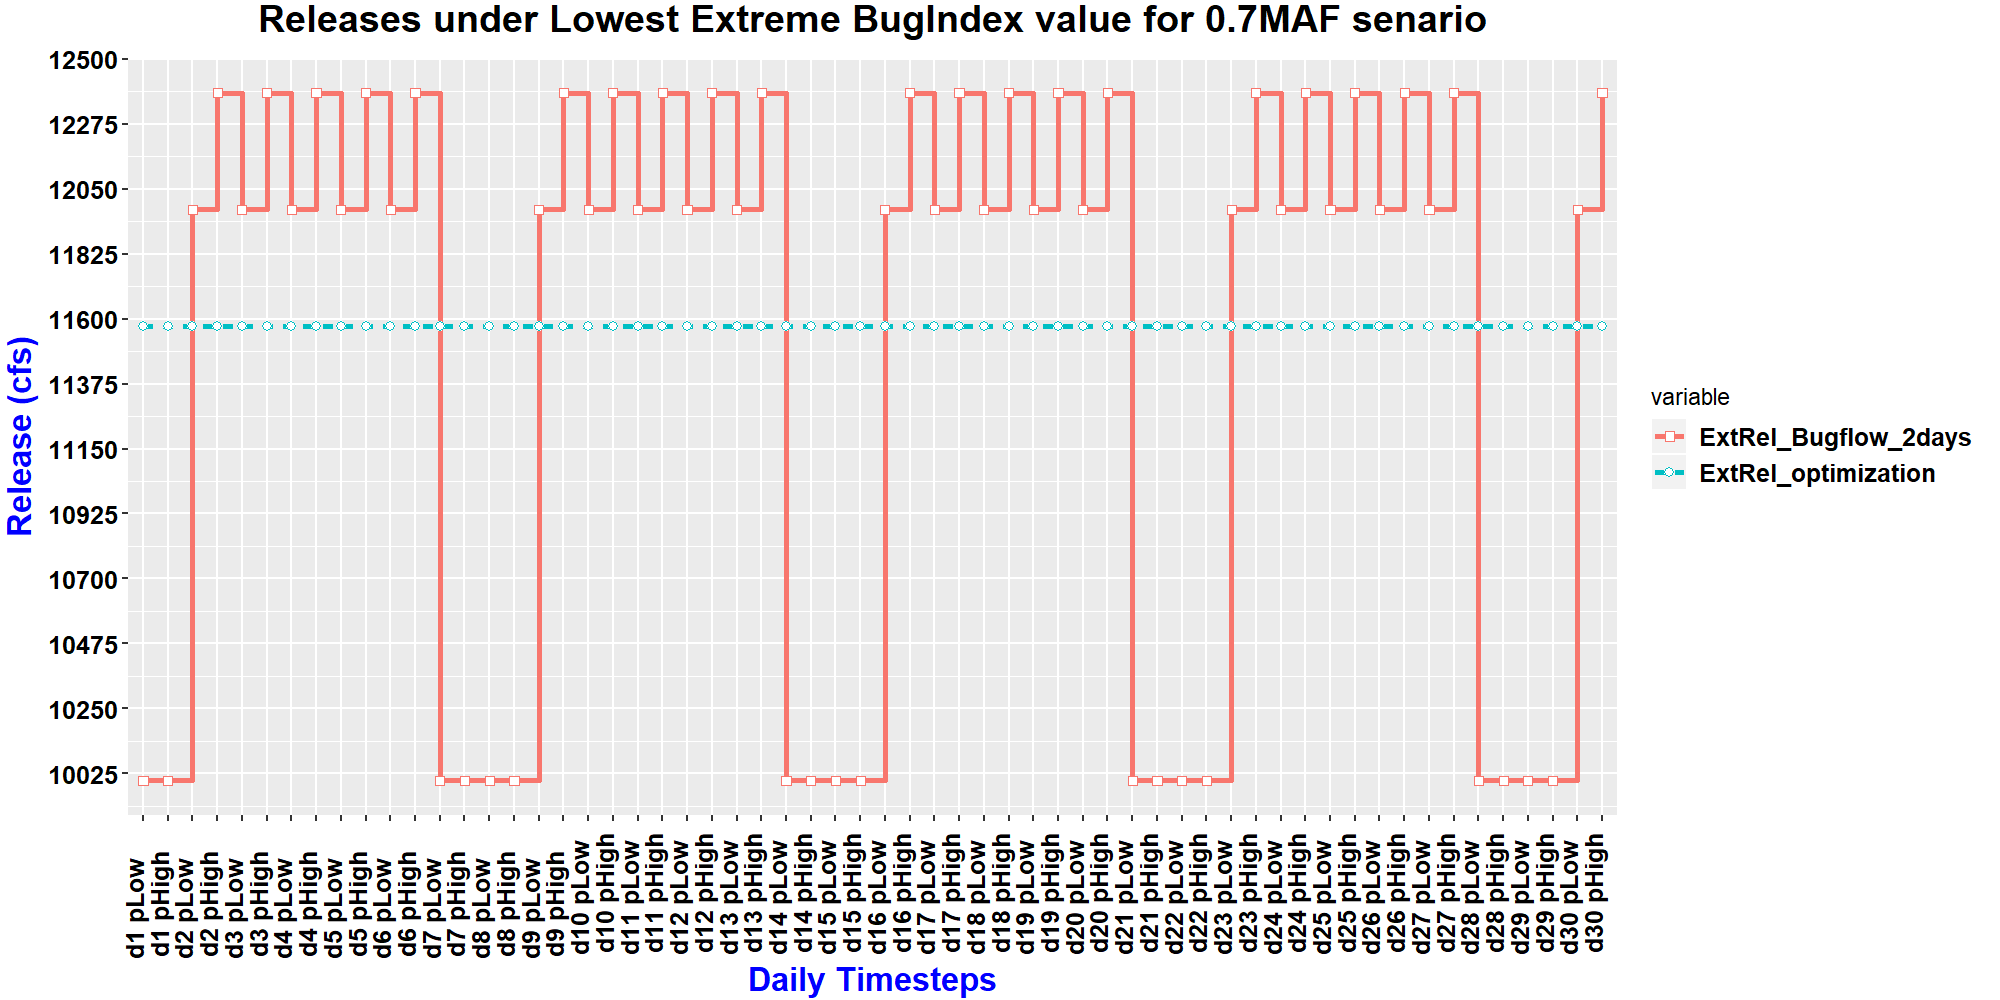 Releases under Lowest Extreme BugIndex value for 0.7MAF senario
12500
12275
12050
11825
11600
11375
11150
10925
10700
10475
10250
10025
Release (cfs)
d1 pLow
d1 pHigh
d2 pLow
d2 pHigh
d3 pLow
d3 pHigh
d4 pLow
d4 pHigh
d5 pLow
d5 pHigh
d6 pLow
d6 pHigh
d7 pLow
d7 pHigh
d8 pLow
d8 pHigh
d9 pLow
d9 pHigh
d10 pLow
d10 pHigh
d11 pLow
d11 pHigh
d12 pLow
d12 pHigh
d13 pLow
d13 pHigh
d14 pLow
d14 pHigh
d15 pLow
d15 pHigh
d16 pLow
d16 pHigh
d17 pLow
d17 pHigh
d18 pLow
d18 pHigh
d19 pLow
d19 pHigh
d20 pLow
d20 pHigh
d21 pLow
d21 pHigh
d22 pLow
d22 pHigh
d23 pLow
d23 pHigh
d24 pLow
d24 pHigh
d25 pLow
d25 pHigh
d26 pLow
d26 pHigh
d27 pLow
d27 pHigh
d28 pLow
d28 pHigh
d29 pLow
d29 pHigh
d30 pLow
d30 pHigh
Daily Timesteps
variable
ExtRel_Bugflow_2days
ExtRel_optimization